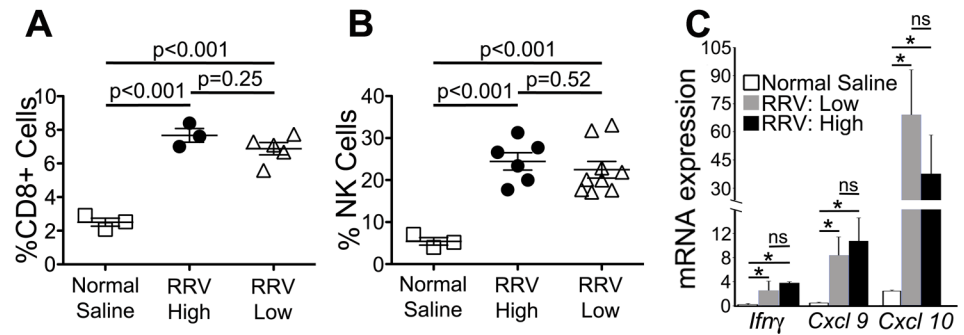 A
p<0.001
p<0.001
p=0.25
%CD8+ Cells
10
8
6
4
2
0
Normal
Saline
RRV
High
RRV
Low
B
p<0.001
p<0.001
p=0.52
% NK Cells
40
30
20
10
0
Normal
Saline
RRV
High
RRV
Low
C
ns
*
*
Normal Saline
RRV: Low
RRV: High
mRNA expression
105
90
75
60
45
30
12
8
4
0
ns
*
*
ns
*
*
Ifnγ
Cxcl 9
Cxcl 10